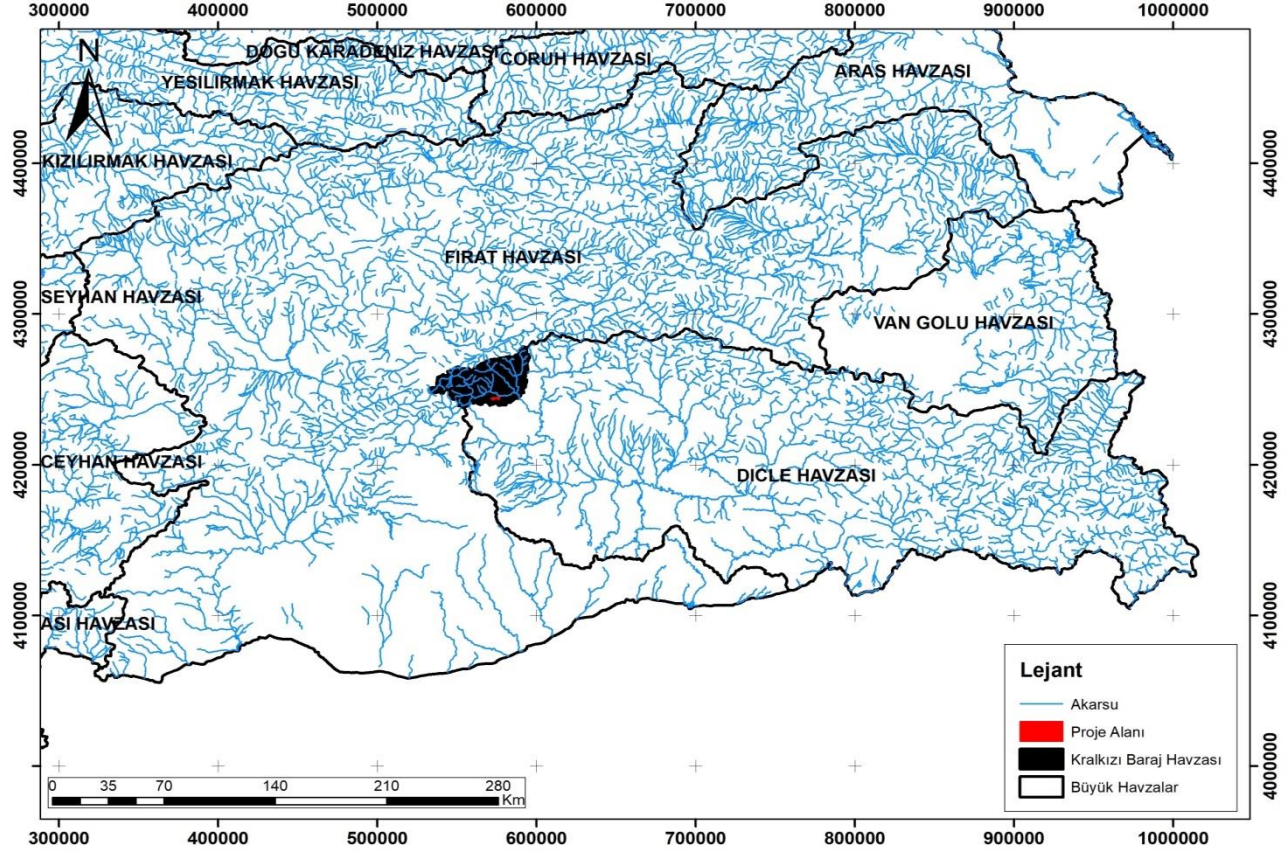 300000 400000 500000 600000 700000 800000 900000 1000000
N
DOGU KARADENIZ HAVZASI
CORUH HAVZASI
ARAS HAVZASI
YESILIRMAK HAVZASI
KIZILIRMAK HAVZASI
4400000 4400000
FIRAT HAVZASI
SEYHAN HAVZASI
4300000 4300000
VAN GOLU HAVZASI
CEYHAN HAVZASI
DICLE HAVZASI
4200000 4200000
ASI HAVZASI
4100000 4100000
Lejant
Akarsu
Proje Alanı
Kralkızı Baraj Havzası
Büyük Havzalar
4000000 4000000
0 35 70 140 210 280
Km
300000 400000 500000 600000 700000 800000 900000 1000000